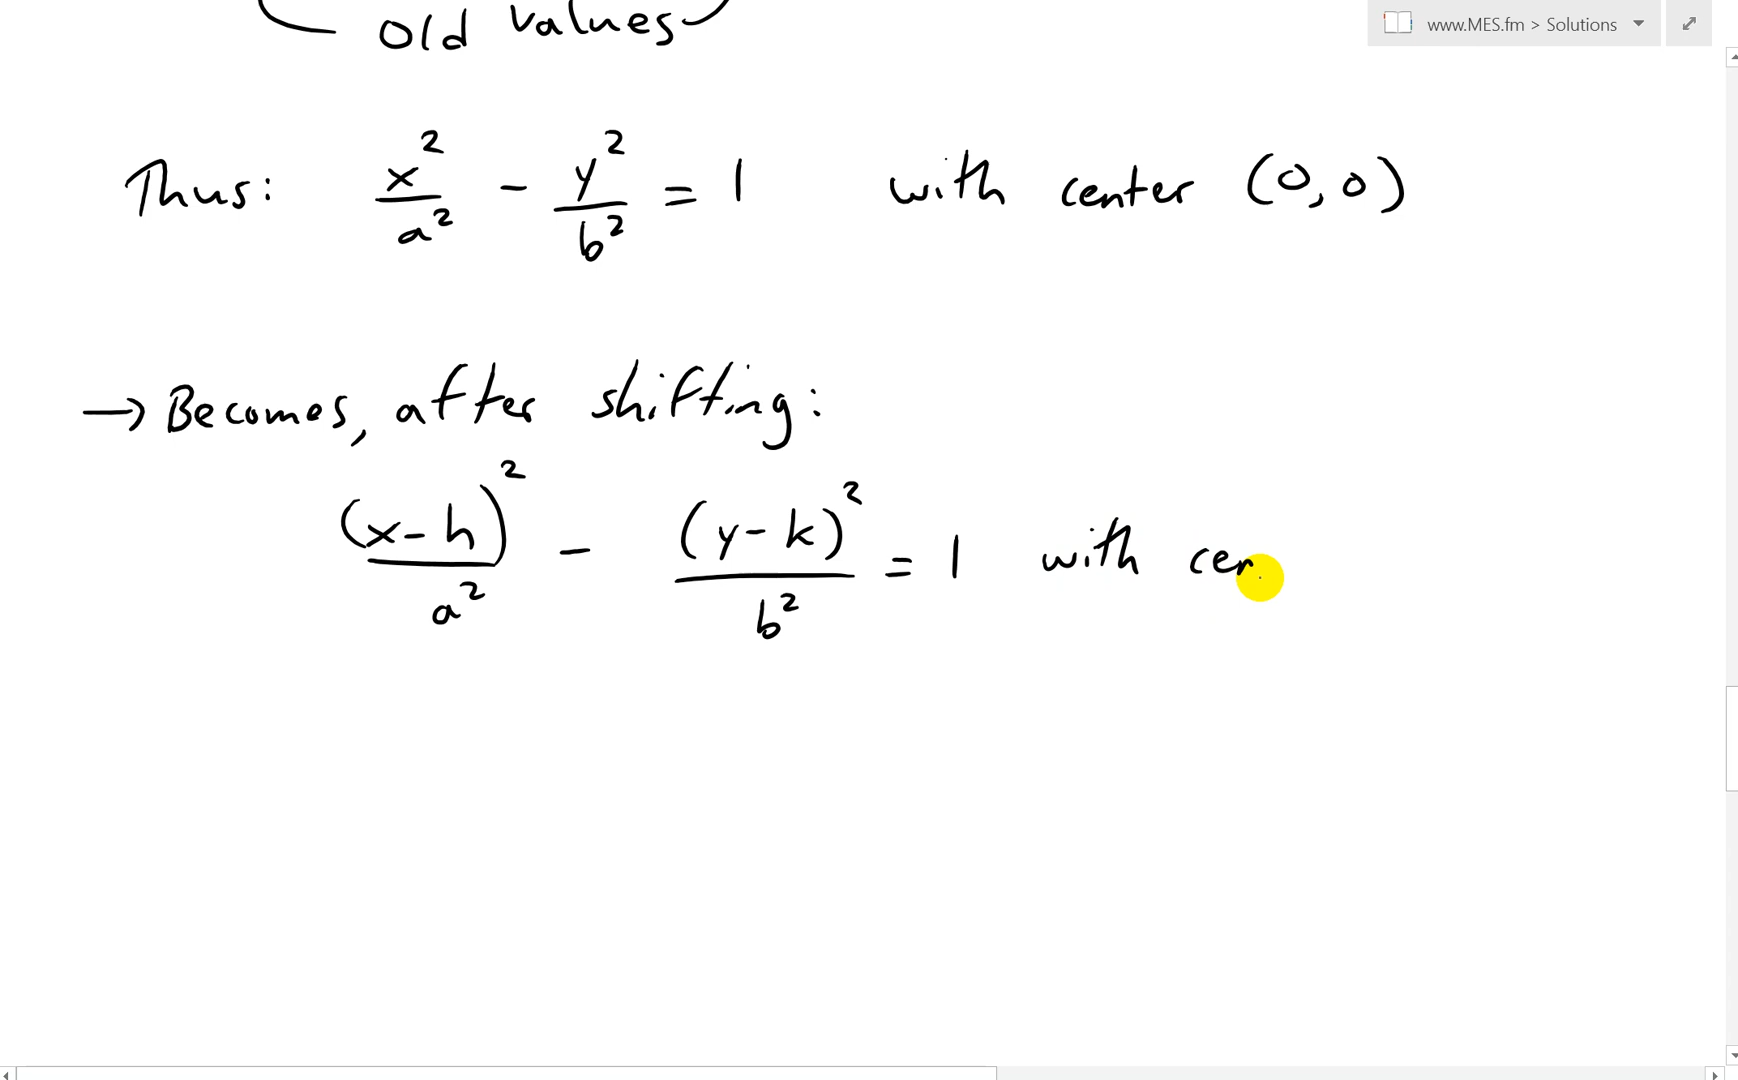 old values
www.MES.fm > Solutions
Thus: x²/a² - y²/b² = 1 with center (0,0)
→ Becomes, after shifting:
(x-h)²/a² - (y-k)²/b² = 1 with cen